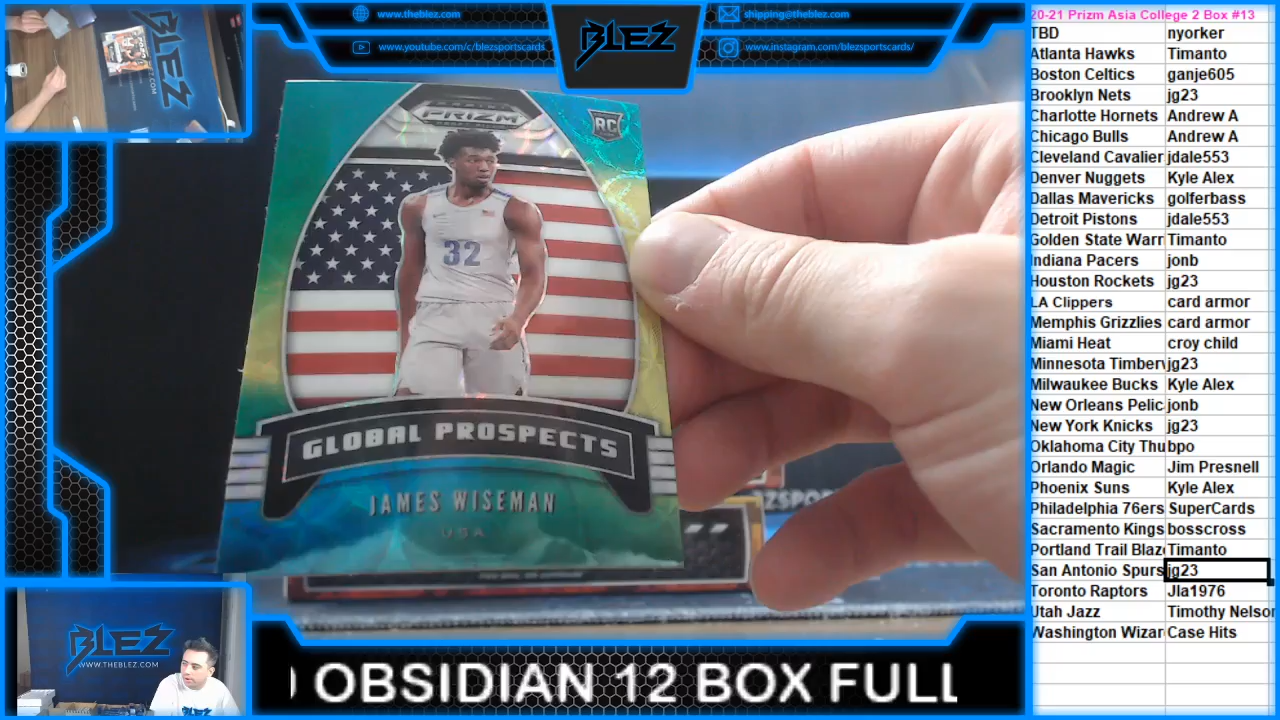 www.theblez.com
www.youtube.com/c/blezsportscards
BLEZ
shipping@theblez.com
www.instagram.com/blezsportscards/
PANINI
PRIZM
RC
32
GLOBAL PROSPECTS
JAMES WISEMAN
USA
BLEZ
WWW.THEBLEZ.COM
OBSIDIAN 12 BOX FULL
20-21 Prizm Asia College 2 Box #13
TBD nyorker
Atlanta Hawks Timanto
Boston Celtics ganje605
Brooklyn Nets jg23
Charlotte Hornets Andrew A
Chicago Bulls Andrew A
Cleveland Cavalier jdale553
Denver Nuggets Kyle Alex
Dallas Mavericks golferbass
Detroit Pistons jdale553
Golden State Warr Timanto
Indiana Pacers jonb
Houston Rockets jg23
LA Clippers card armor
Memphis Grizzlies card armor
Miami Heat croy child
Minnesota Timberv jg23
Milwaukee Bucks Kyle Alex
New Orleans Pelic jonb
New York Knicks jg23
Oklahoma City Thu bpo
Orlando Magic Jim Presnell
Phoenix Suns Kyle Alex
Philadelphia 76ers SuperCards
Sacramento Kings bosscross
Portland Trail Blaz Timanto
San Antonio Spurs jg23
Toronto Raptors Jla1976
Utah Jazz Timothy Nelson
Washington Wizar Case Hits